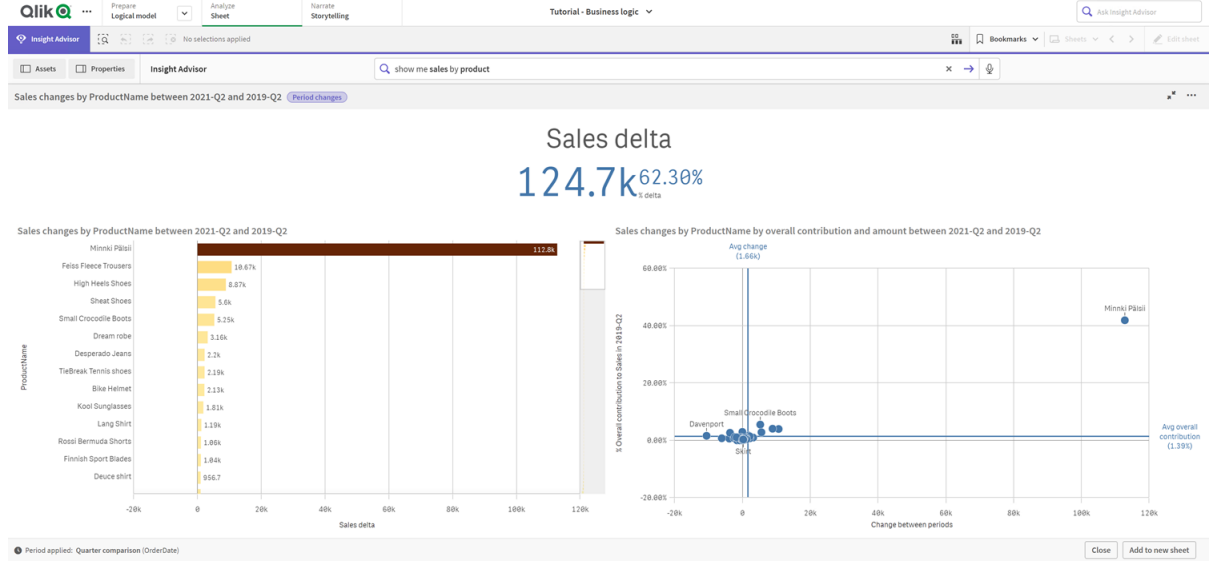 Qlik
Prepare
Logical model
Analyze
Sheet
Narrate
Storytelling
Tutorial - Business logic
Ask Insight Advisor
Insight Advisor
No selections applied
Bookmarks
Sheets
Edit sheet
Assets
Properties
Insight Advisor
show me sales by product
Sales changes by ProductName between 2021-Q2 and 2019-Q2
Period changes
Sales delta
124.7k
62.30%
% delta
Sales changes by ProductName between 2021-Q2 and 2019-Q2
ProductName
Minnki Pälsii 112.8k
Feiss Fleece Trousers 10.67k
High Heels Shoes 8.87k
Sheat Shoes 5.6k
Small Crocodile Boots 5.25k
Dream robe 3.16k
Desperado Jeans 2.2k
TieBreak Tennis shoes 2.19k
Bike Helmet 2.13k
Kool Sunglasses 1.81k
Lang Shirt 1.19k
Rossi Bermuda Shorts 1.06k
Finnish Sport Blades 1.04k
Deuce shirt 956.7
-20k 0 20k 40k 60k 80k 100k 120k
Sales delta
Sales changes by ProductName by overall contribution and amount between 2021-Q2 and 2019-Q2
Avg change
(1.66k)
% Overall contribution to Sales in 2019-Q2
60.00%
Minnki Pälsii
40.00%
20.00%
Small Crocodile Boots
Davenport
0.00%
Skirt
Avg overall
contribution
(1.39%)
-20.00%
-20k 0 20k 40k 60k 80k 100k 120k
Change between periods
Period applied: Quarter comparison (OrderDate)
Close
Add to new sheet